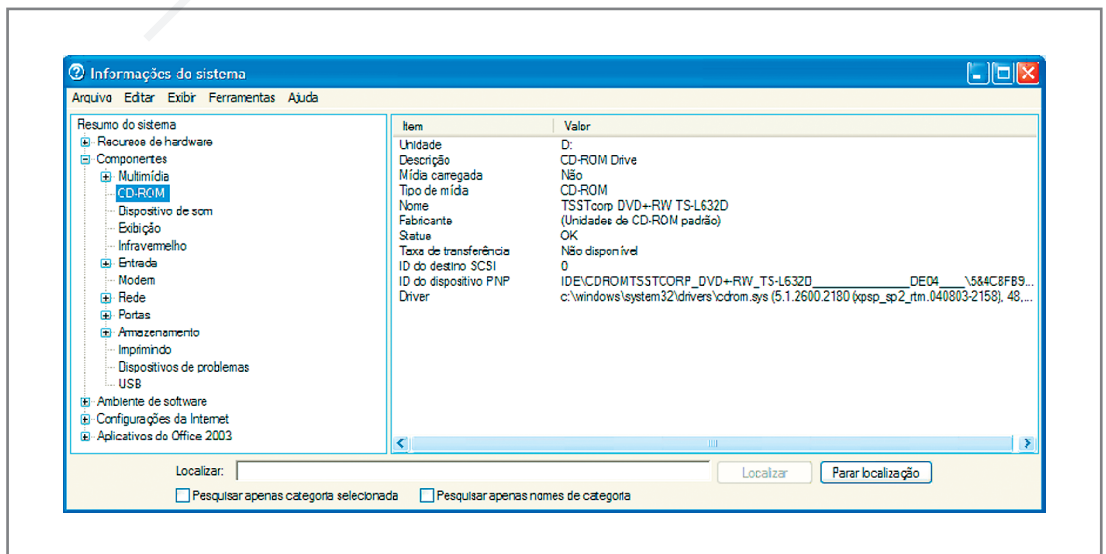 Informações do sistema
Arquivo Editar Exibir Ferramentas Ajuda
Resumo do sistema
Recursos de hardware
Componentes
Multimídia
CD-ROM
Dispositivo de som
Exibição
Infravermelho
Entrada
Modem
Rede
Portas
Armazenamento
Imprimindo
Dispositivos de problemas
USB
Ambiente de software
Configurações da Internet
Aplicativos do Office 2003
Item Valor
Unidade D:
Descrição CD-ROM Drive
Mídia carregada Não
Tipo de mídia CD-ROM
Nome TSSTcorp DVD+-RW TS-L632D
Fabricante (Unidades de CD-ROM padrão)
Status OK
Taxa de transferência Não disponível
ID do destino SCSI 0
ID do dispositivo PNP IDE\CDROMTSSTCORP_DVD+-RW_TS-L632D______________DE04____\5&4C8FB9...
Driver c:\windows\system32\drivers\cdrom.sys (5.1.2600.2180 (xpsp_sp2_rtm.040803-2158), 48,...
Localizar: Localizar Parar localização
Pesquisar apenas categoria selecionada Pesquisar apenas nomes de categoria